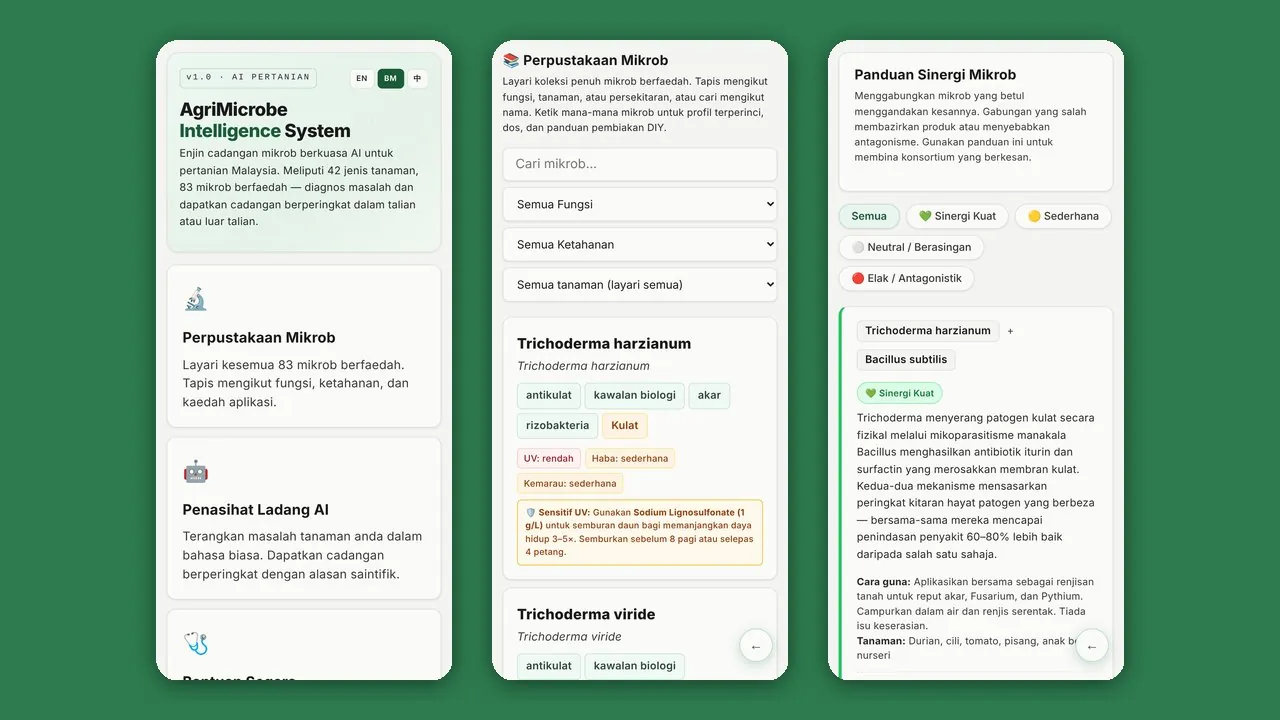 v1.0 · AI PERTANIAN
EN
BM
中
AgriMicrobe
Intelligence System
Enjin cadangan mikrob berkuasa AI untuk
pertanian Malaysia. Meliputi 42 jenis tanaman,
83 mikrob berfaedah — diagnos masalah dan
dapatkan cadangan berperingkat dalam talian
atau luar talian.
Perpustakaan Mikrob
Layari kesemua 83 mikrob berfaedah.
Tapis mengikut fungsi, ketahanan, dan
kaedah aplikasi.
Penasihat Ladang AI
Terangkan masalah tanaman anda dalam
bahasa biasa. Dapatkan cadangan
berperingkat dengan alasan saintifik.
Perpustakaan Mikrob
Layari koleksi penuh mikrob berfaedah. Tapis mengikut
fungsi, tanaman, atau persekitaran, atau cari mengikut
nama. Ketik mana-mana mikrob untuk profil terperinci,
dos, dan panduan pembiakan DIY.
Cari mikrob...
Semua Fungsi
Semua Ketahanan
Semua tanaman (layari semua)
Trichoderma harzianum
Trichoderma harzianum
antikulat
kawalan biologi
akar
rizobakteria
Kulat
UV: rendah
Haba: sederhana
Kemarau: sederhana
Sensitif UV: Gunakan Sodium Lignosulfonate (1
g/L) untuk semburan daun bagi memanjangkan daya
hidup 3–5×. Semburkan sebelum 8 pagi atau selepas
4 petang.
Trichoderma viride
Trichoderma viride
antikulat
kawalan biologi
←
Panduan Sinergi Mikrob
Menggabungkan mikrob yang betul
menggandakan kesannya. Gabungan yang salah
membazirkan produk atau menyebabkan
antagonisme. Gunakan panduan ini untuk
membina konsortium yang berkesan.
Semua
Sinergi Kuat
Sederhana
Neutral / Berasingan
Elak / Antagonistik
Trichoderma harzianum +
Bacillus subtilis
Sinergi Kuat
Trichoderma menyerang patogen kulat secara
fizikal melalui mikoparasitisme manakala
Bacillus menghasilkan antibiotik iturin dan
surfactin yang merosakkan membran kulat.
Kedua-dua mekanisme mensasarkan
peringkat kitaran hayat patogen yang berbeza
— bersama-sama mereka mencapai
penindasan penyakit 60–80% lebih baik
daripada salah satu sahaja.
Cara guna: Aplikasikan bersama sebagai renjisan
tanah untuk reput akar, Fusarium, dan Pythium.
Campurkan dalam air dan renjis serentak. Tiada
isu keserasian.
Tanaman: Durian, cili, tomato, pisang, anak
nurseri
←